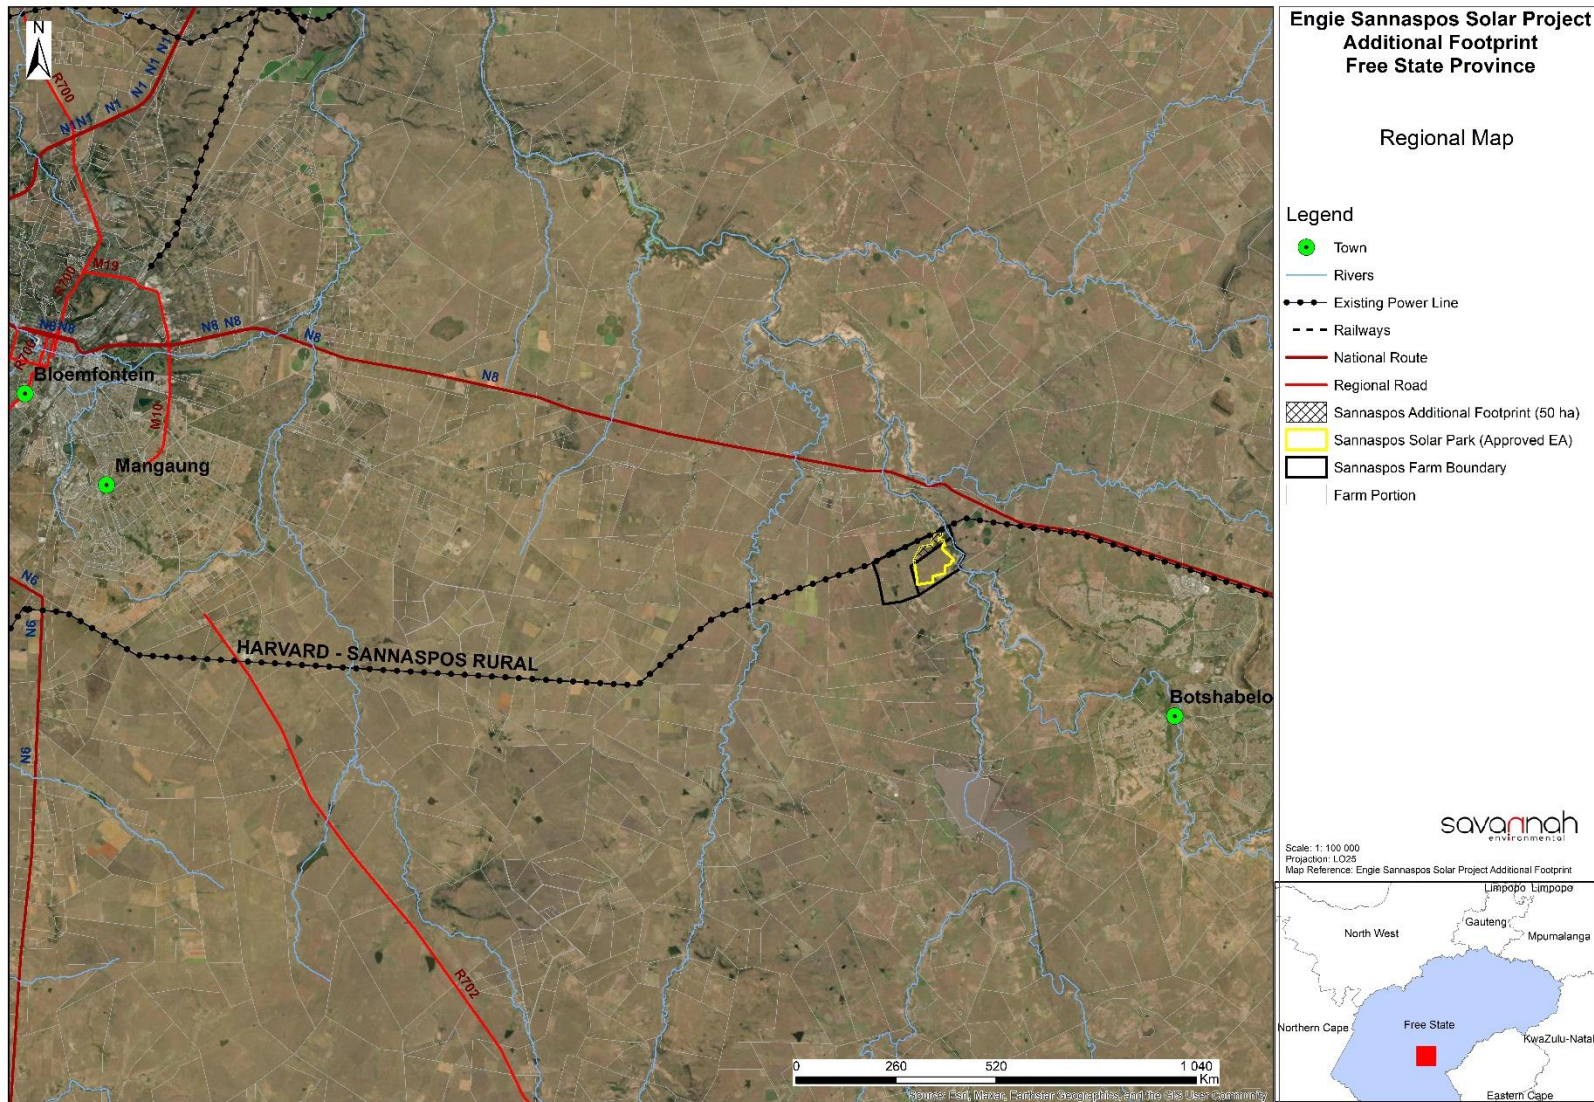 Engie Sannaspos Solar Project
Additional Footprint
Free State Province
Regional Map
Legend
Town
Rivers
Existing Power Line
Railways
National Route
Regional Road
Sannaspos Additional Footprint (50 ha)
Sannaspos Solar Park (Approved EA)
Sannaspos Farm Boundary
Farm Portion
savannah
environmental
Scale: 1: 100 000
Projection: LO25
Map Reference: Engie Sannaspos Solar Project Additional Footprint
N
R700
N1
N1
N1
N1
N1 N1
M19
R700
N8 N8
N8 N8
N8
N8
R700
Bloemfontein
M10
Mangaung
N6
N6
N6
HARVARD - SANNASPOS RURAL
Botshabelo
R702
0 260 520 1 040
Km
Source: Esri, Maxar, Earthstar Geographics, and the GIS User Community
Limpopo Limpopo
Gauteng
North West
Mpumalanga
Free State
Northern Cape
KwaZulu-Natal
Eastern Cape